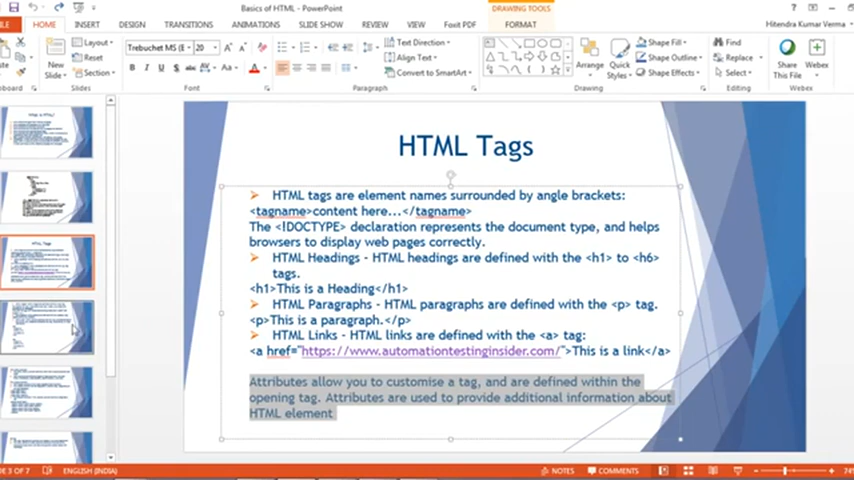 Basics of HTML - PowerPoint
DRAWING TOOLS
HOME INSERT DESIGN TRANSITIONS ANIMATIONS SLIDE SHOW REVIEW VIEW Foxit PDF FORMAT
Hitendra Kumar Verma
New Slide
Layout
Reset
Section
Trebuchet MS (E 20
Text Direction
Align Text
Convert to SmartArt
Arrange
Quick Styles
Shape Fill
Shape Outline
Shape Effects
Find
Replace
Select
Share This File
Webex
Slides Font Paragraph Drawing Editing Webex
HTML Tags
HTML tags are element names surrounded by angle brackets:
<tagname>content here...</tagname>
The <!DOCTYPE> declaration represents the document type, and helps
browsers to display web pages correctly.
HTML Headings - HTML headings are defined with the <h1> to <h6>
tags.
<h1>This is a Heading</h1>
HTML Paragraphs - HTML paragraphs are defined with the <p> tag.
<p>This is a paragraph.</p>
HTML Links - HTML links are defined with the <a> tag:
<a href="https://www.automationtestinginsider.com/">This is a link</a>
Attributes allow you to customise a tag, and are defined within the
opening tag. Attributes are used to provide additional information about
HTML element
DE 3 OF 7 ENGLISH (INDIA) NOTES COMMENTS 74%